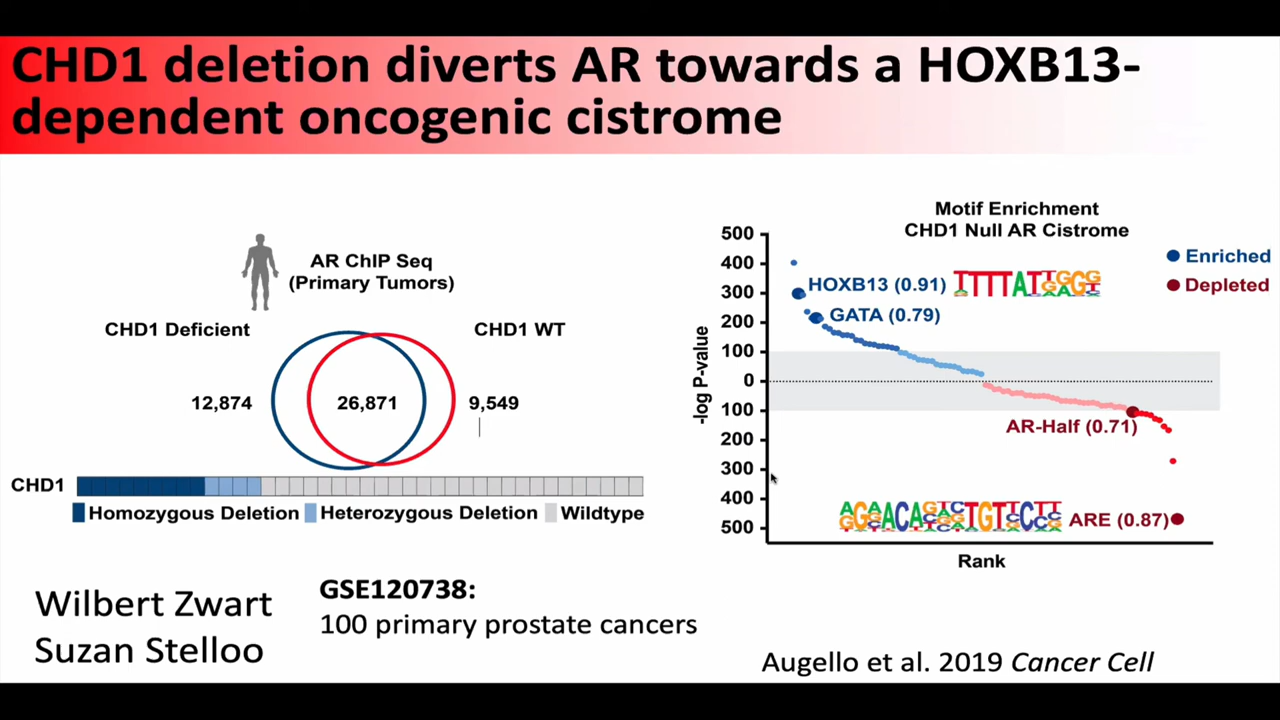 CHD1 deletion diverts AR towards a HOXB13-
dependent oncogenic cistrome
AR ChIP Seq
(Primary Tumors)
CHD1 Deficient
CHD1 WT
12,874
26,871
9,549
CHD1
Homozygous Deletion
Heterozygous Deletion
Wildtype
Motif Enrichment
CHD1 Null AR Cistrome
Enriched
Depleted
-log P-value
500
400
300
200
100
0
100
200
300
400
500
HOXB13 (0.91)
TTTTAT
GATA (0.79)
AR-Half (0.71)
ARE (0.87)
Rank
Wilbert Zwart
Suzan Stelloo
GSE120738:
100 primary prostate cancers
Augello et al. 2019 Cancer Cell